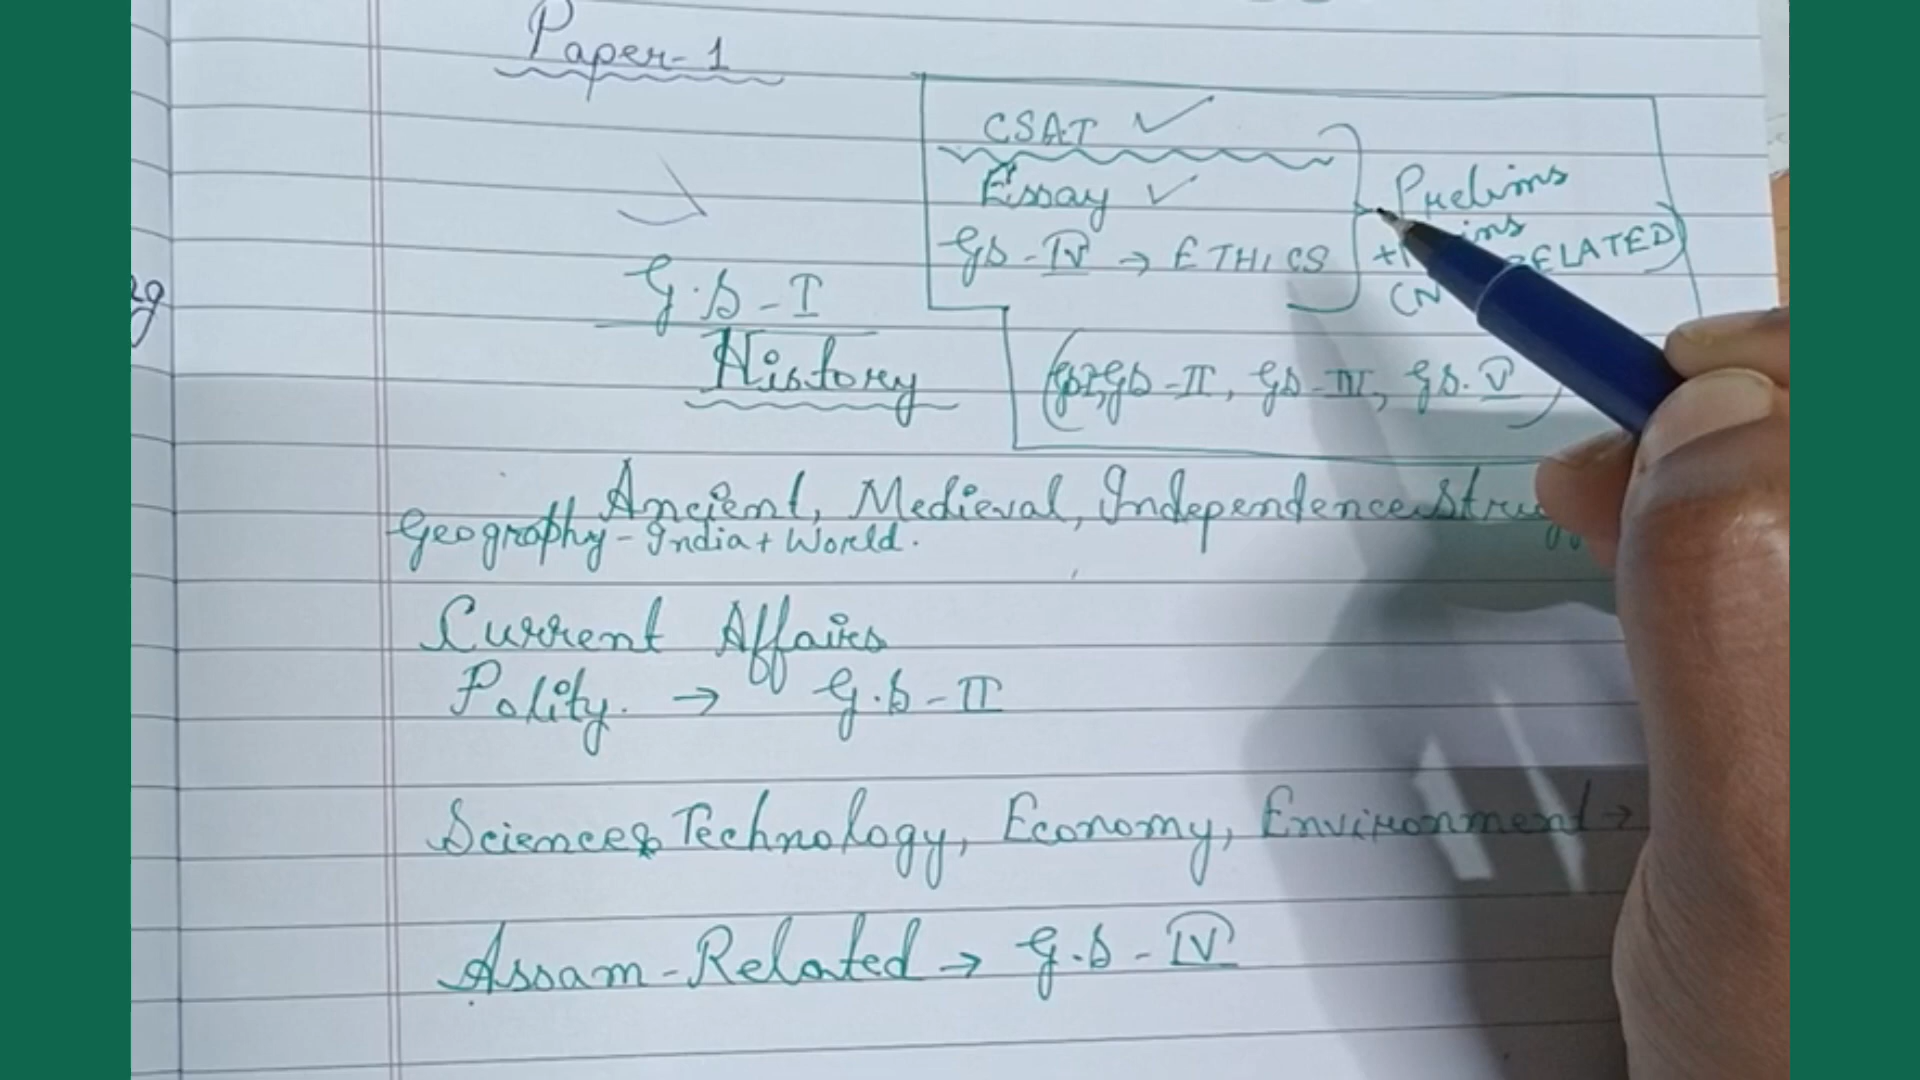 Paper-1
CSAT ✓
Essay ✓
GS-IV → ETHICS
Prelims
RELATED)
G.S-I
History
(GSI, GS-II, GS-III, GS.V)
Ancient, Medieval, Independence
Geography - India + World.
Current Affairs
Polity. → G.S-II
Science & Technology, Economy, Environment →
Assam-Related → G.S-IV